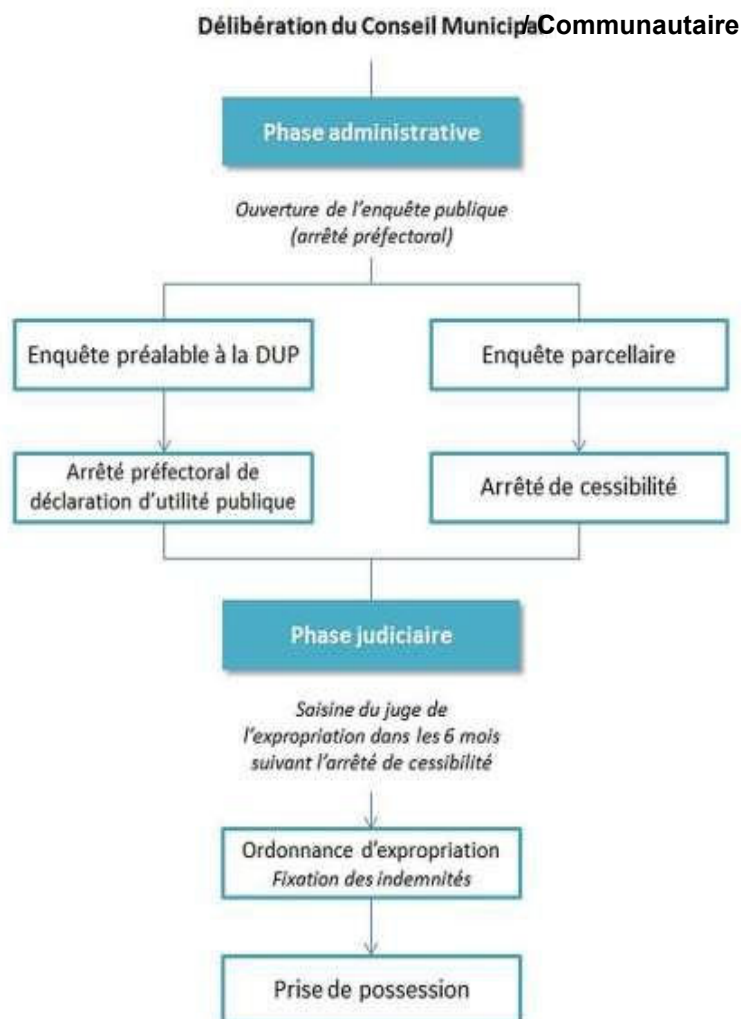 Délibération du Conseil Municipal/ Communautaire
Phase administrative
Ouverture de l'enquête publique
(arrêté préfectoral)
Enquête préalable à la DUP
Enquête parcellaire
Arrêté préfectoral de
déclaration d'utilité publique
Arrêté de cessibilité
Phase judiciaire
Saisine du juge de
l'expropriation dans les 6 mois
suivant l'arrêté de cessibilité
Ordonnance d'expropriation
Fixation des indemnités
Prise de possession